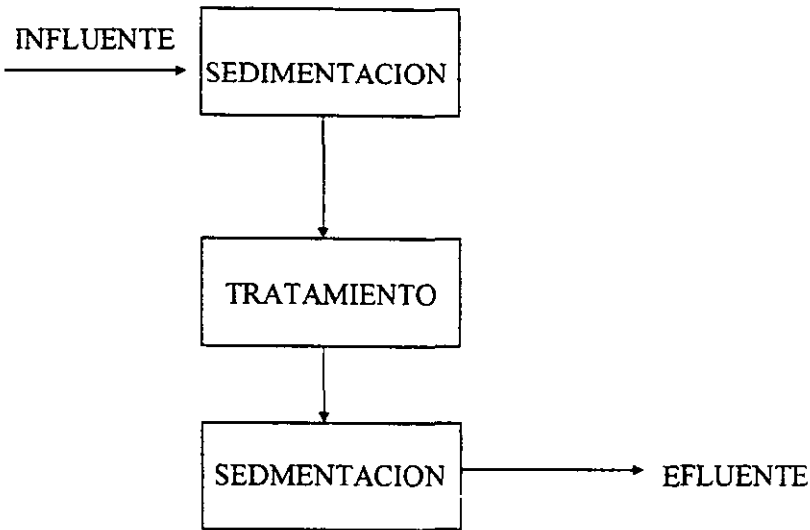 INFLUENTE
SEDIMENTACION
TRATAMIENTO
SEDMENTACION
EFLUENTE